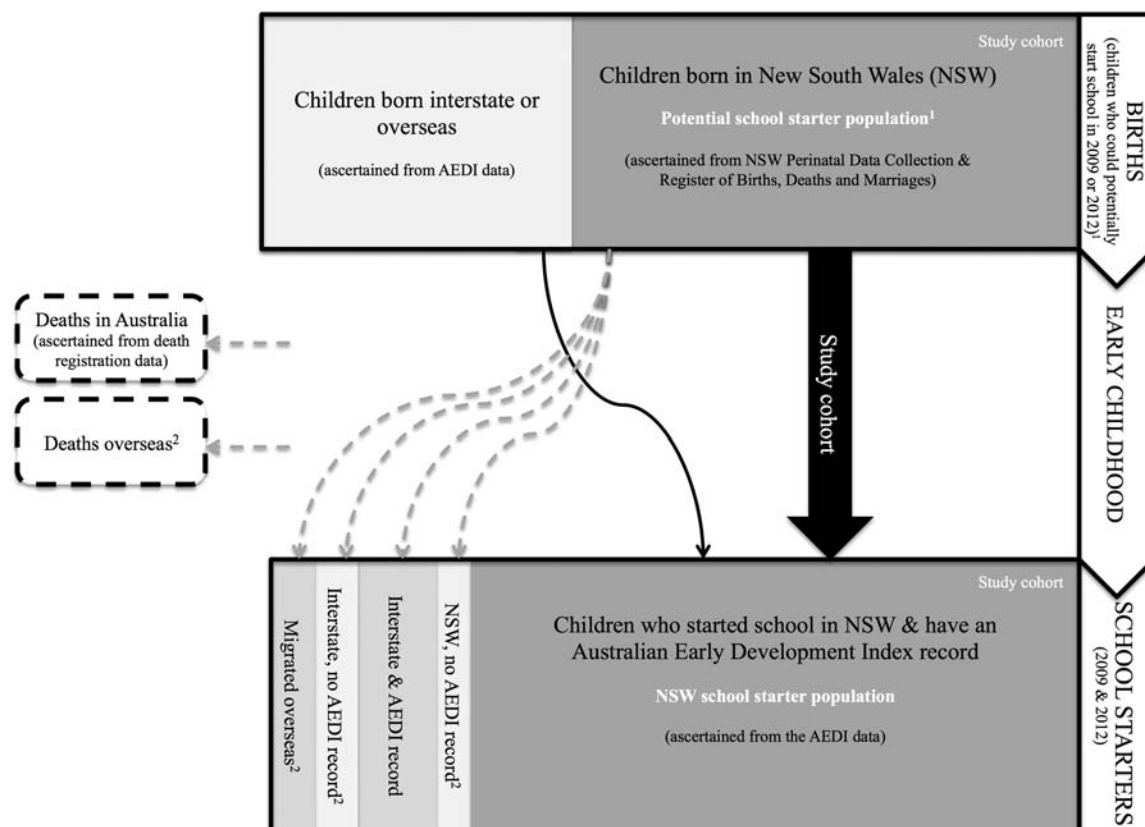 Study cohort
Children born in New South Wales (NSW)
Potential school starter population¹
(ascertained from NSW Perinatal Data Collection &
Register of Births, Deaths and Marriages)
Children born interstate or
overseas
(ascertained from AEDI data)
BIRTHS
(children who could potentially
start school in 2009 or 2012)¹
Deaths in Australia
(ascertained from death
registration data)
Deaths overseas²
Study cohort
EARLY CHILDHOOD
Migrated overseas²
Interstate, no AEDI record²
Interstate & AEDI record
NSW, no AEDI record²
Study cohort
Children who started school in NSW & have an
Australian Early Development Index record
NSW school starter population
(ascertained from the AEDI data)
SCHOOL STARTERS
(2009 & 2012)